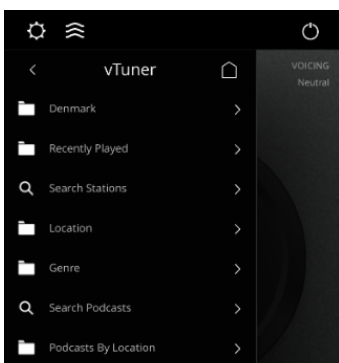 vTuner
VOICING
Neutral
Denmark
Recently Played
Search Stations
Location
Genre
Search Podcasts
Podcasts By Location